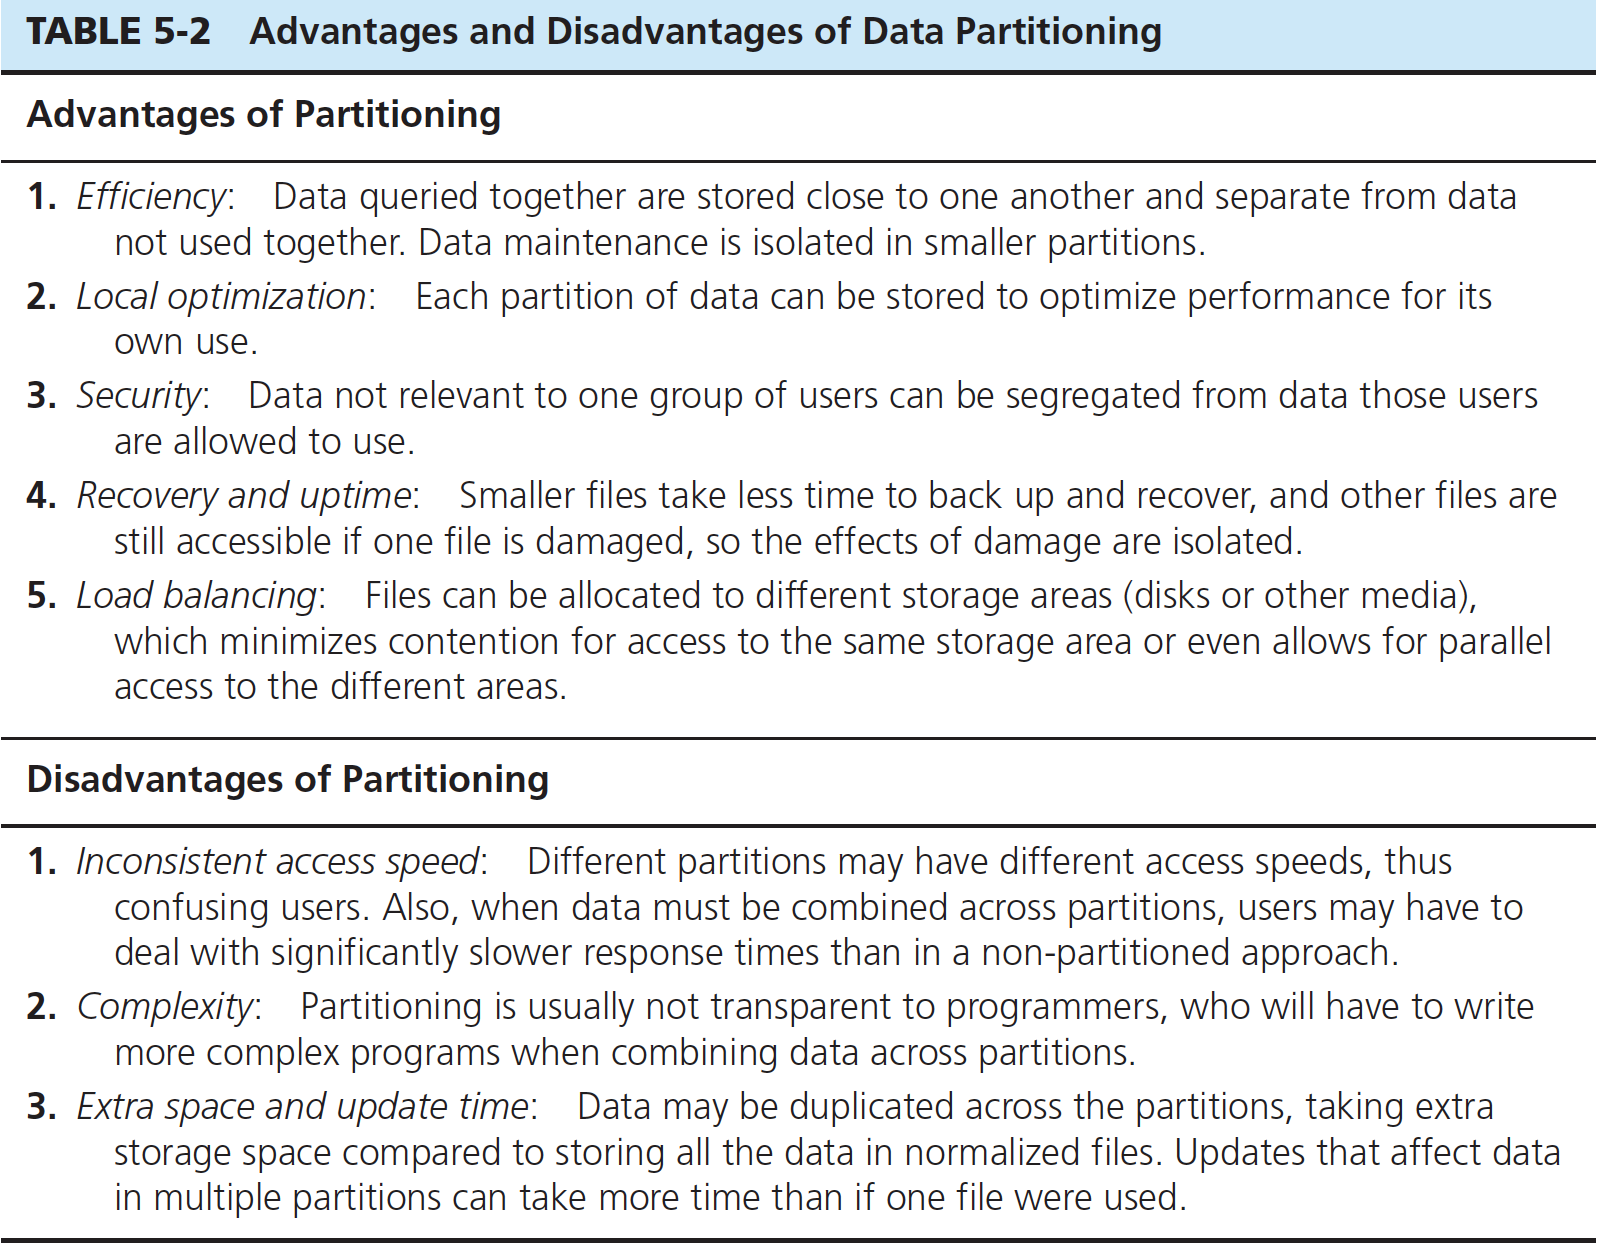 TABLE 5-2 Advantages and Disadvantages of Data Partitioning
Advantages of Partitioning
1. Efficiency: Data queried together are stored close to one another and separate from data
not used together. Data maintenance is isolated in smaller partitions.
2. Local optimization: Each partition of data can be stored to optimize performance for its
own use.
3. Security: Data not relevant to one group of users can be segregated from data those users
are allowed to use.
4. Recovery and uptime: Smaller files take less time to back up and recover, and other files are
still accessible if one file is damaged, so the effects of damage are isolated.
5. Load balancing: Files can be allocated to different storage areas (disks or other media),
which minimizes contention for access to the same storage area or even allows for parallel
access to the different areas.
Disadvantages of Partitioning
1. Inconsistent access speed: Different partitions may have different access speeds, thus
confusing users. Also, when data must be combined across partitions, users may have to
deal with significantly slower response times than in a non-partitioned approach.
2. Complexity: Partitioning is usually not transparent to programmers, who will have to write
more complex programs when combining data across partitions.
3. Extra space and update time: Data may be duplicated across the partitions, taking extra
storage space compared to storing all the data in normalized files. Updates that affect data
in multiple partitions can take more time than if one file were used.